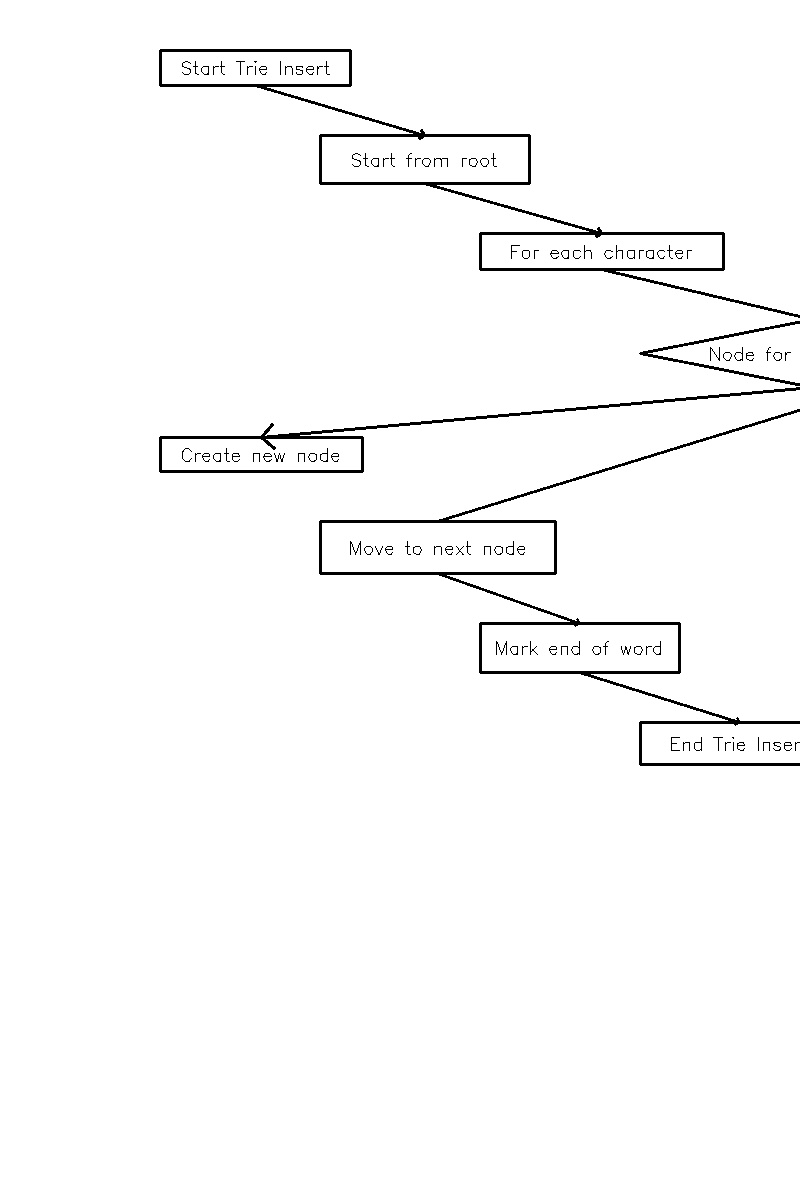 Start Trie Insert
Start from root
For each character
Node for
Create new node
Move to next node
Mark end of word
End Trie Inser